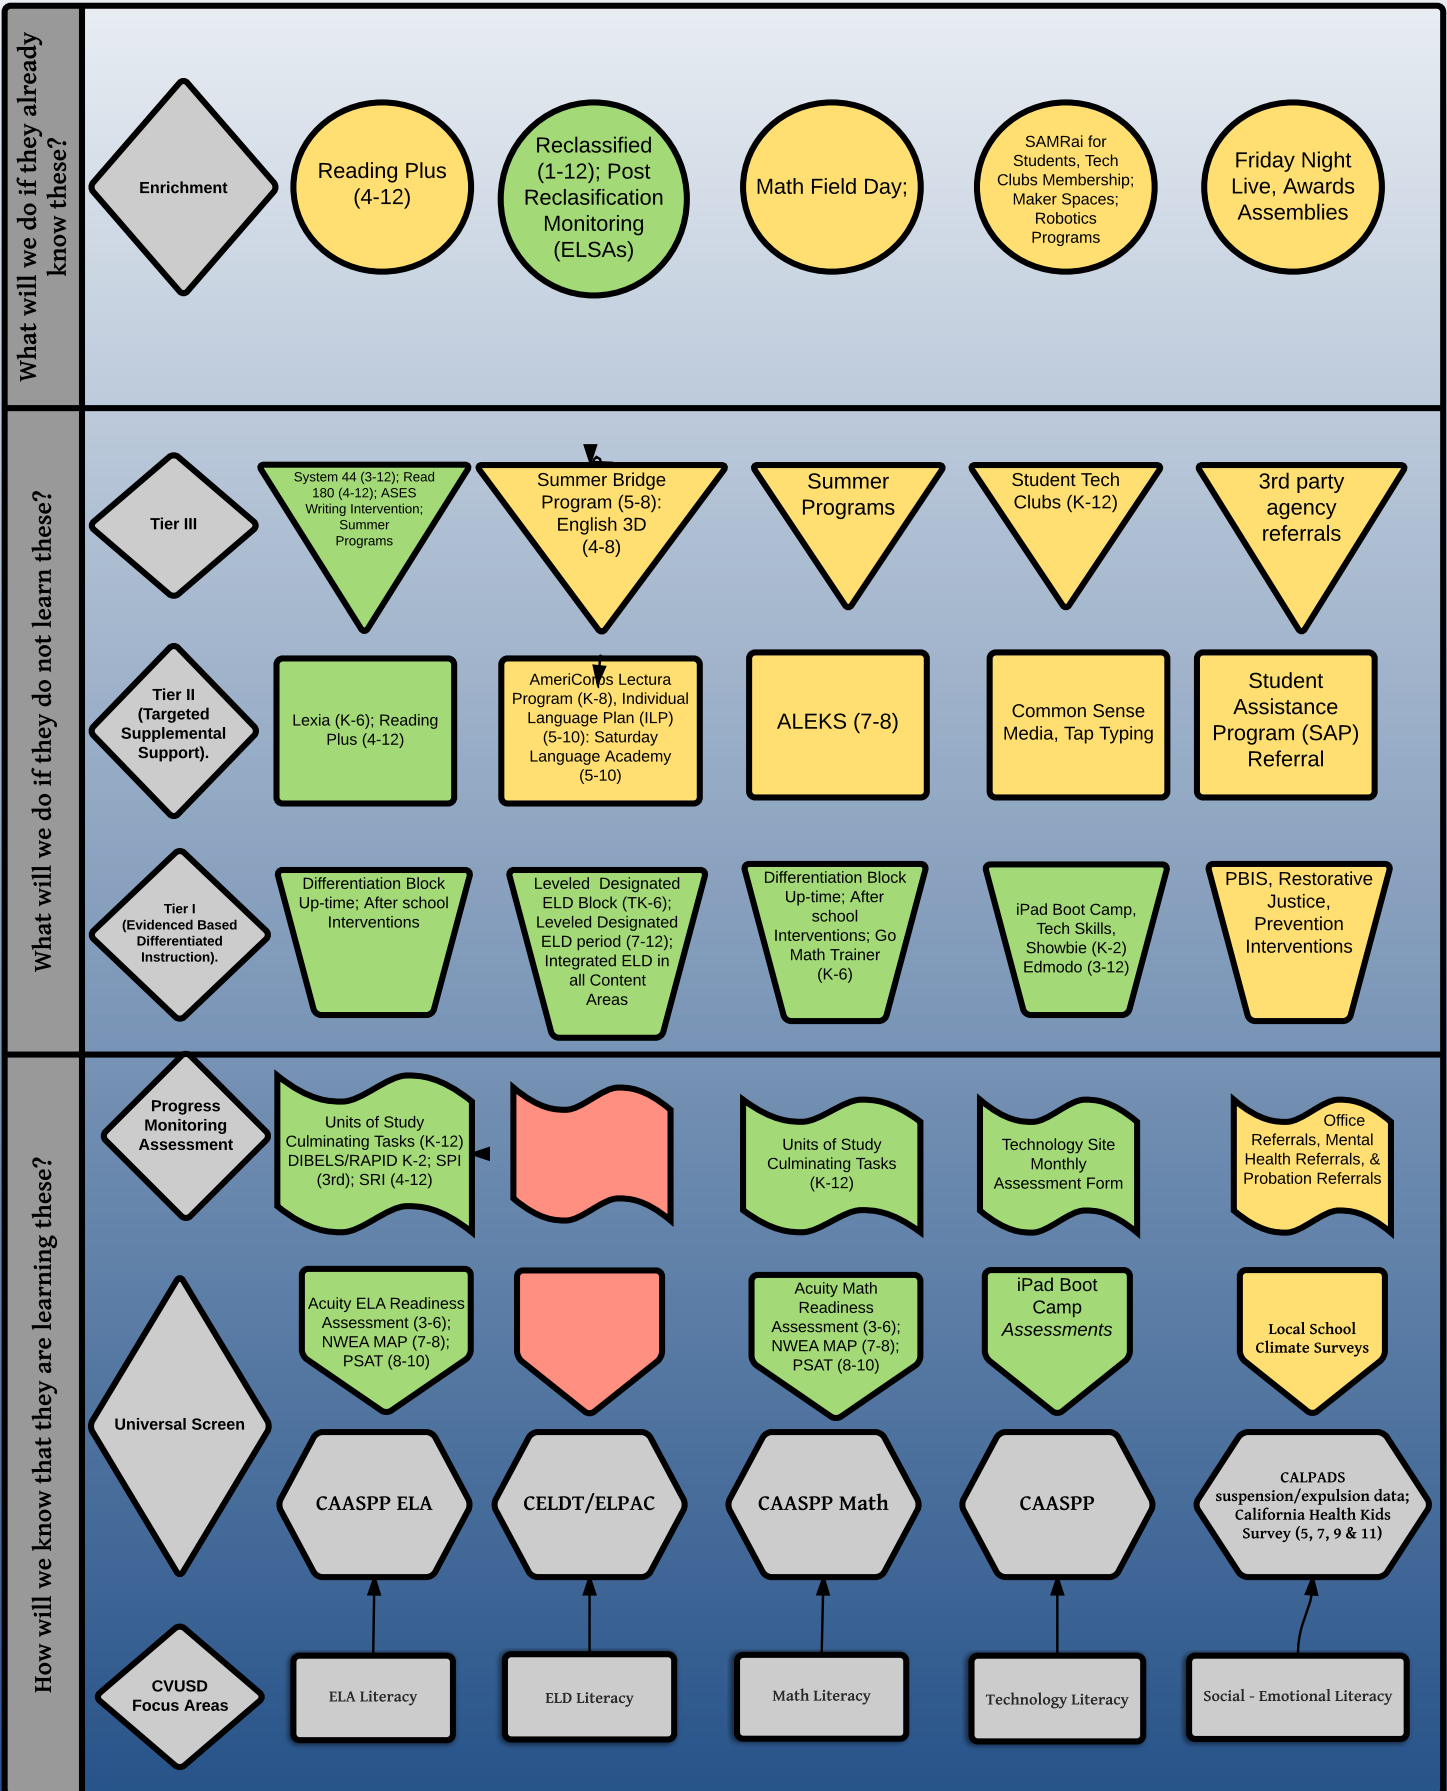 What will we do if they already
know these?
Enrichment
Reading Plus
(4-12)
Reclassified
(1-12); Post
Reclasification
Monitoring
(ELSAs)
Math Field Day;
SAMRai for
Students, Tech
Clubs Membership;
Maker Spaces;
Robotics
Programs
Friday Night
Live, Awards
Assemblies
What will we do if they do not learn these?
Tier III
System 44 (3-12); Read
180 (4-12); ASES
Writing Intervention;
Summer
Programs
Summer Bridge
Program (5-8):
English 3D
(4-8)
Summer
Programs
Student Tech
Clubs (K-12)
3rd party
agency
referrals
Tier II
(Targeted
Supplemental
Support).
Lexia (K-6); Reading
Plus (4-12)
AmeriCorps Lectura
Program (K-8), Individual
Language Plan (ILP)
(5-10): Saturday
Language Academy
(5-10)
ALEKS (7-8)
Common Sense
Media, Tap Typing
Student
Assistance
Program (SAP)
Referral
Tier I
(Evidenced Based
Differentiated
Instruction).
Differentiation Block
Up-time; After school
Interventions
Leveled Designated
ELD Block (TK-6);
Leveled Designated
ELD period (7-12);
Integrated ELD in
all Content
Areas
Differentiation Block
Up-time; After
school
Interventions; Go
Math Trainer
(K-6)
iPad Boot Camp,
Tech Skills,
Showbie (K-2)
Edmodo (3-12)
PBIS, Restorative
Justice,
Prevention
Interventions
How will we know that they are learning these?
Progress
Monitoring
Assessment
Units of Study
Culminating Tasks (K-12)
DIBELS/RAPID K-2; SPI
(3rd); SRI (4-12)
Units of Study
Culminating Tasks
(K-12)
Technology Site
Monthly
Assessment Form
Office
Referrals, Mental
Health Referrals, &
Probation Referrals
Universal Screen
Acuity ELA Readiness
Assessment (3-6);
NWEA MAP (7-8);
PSAT (8-10)
Acuity Math
Readiness
Assessment (3-6);
NWEA MAP (7-8);
PSAT (8-10)
iPad Boot
Camp
Assessments
Local School
Climate Surveys
CAASPP ELA
CELDT/ELPAC
CAASPP Math
CAASPP
CALPADS
suspension/expulsion data;
California Health Kids
Survey (5, 7, 9 & 11)
CVUSD
Focus Areas
ELA Literacy
ELD Literacy
Math Literacy
Technology Literacy
Social - Emotional Literacy